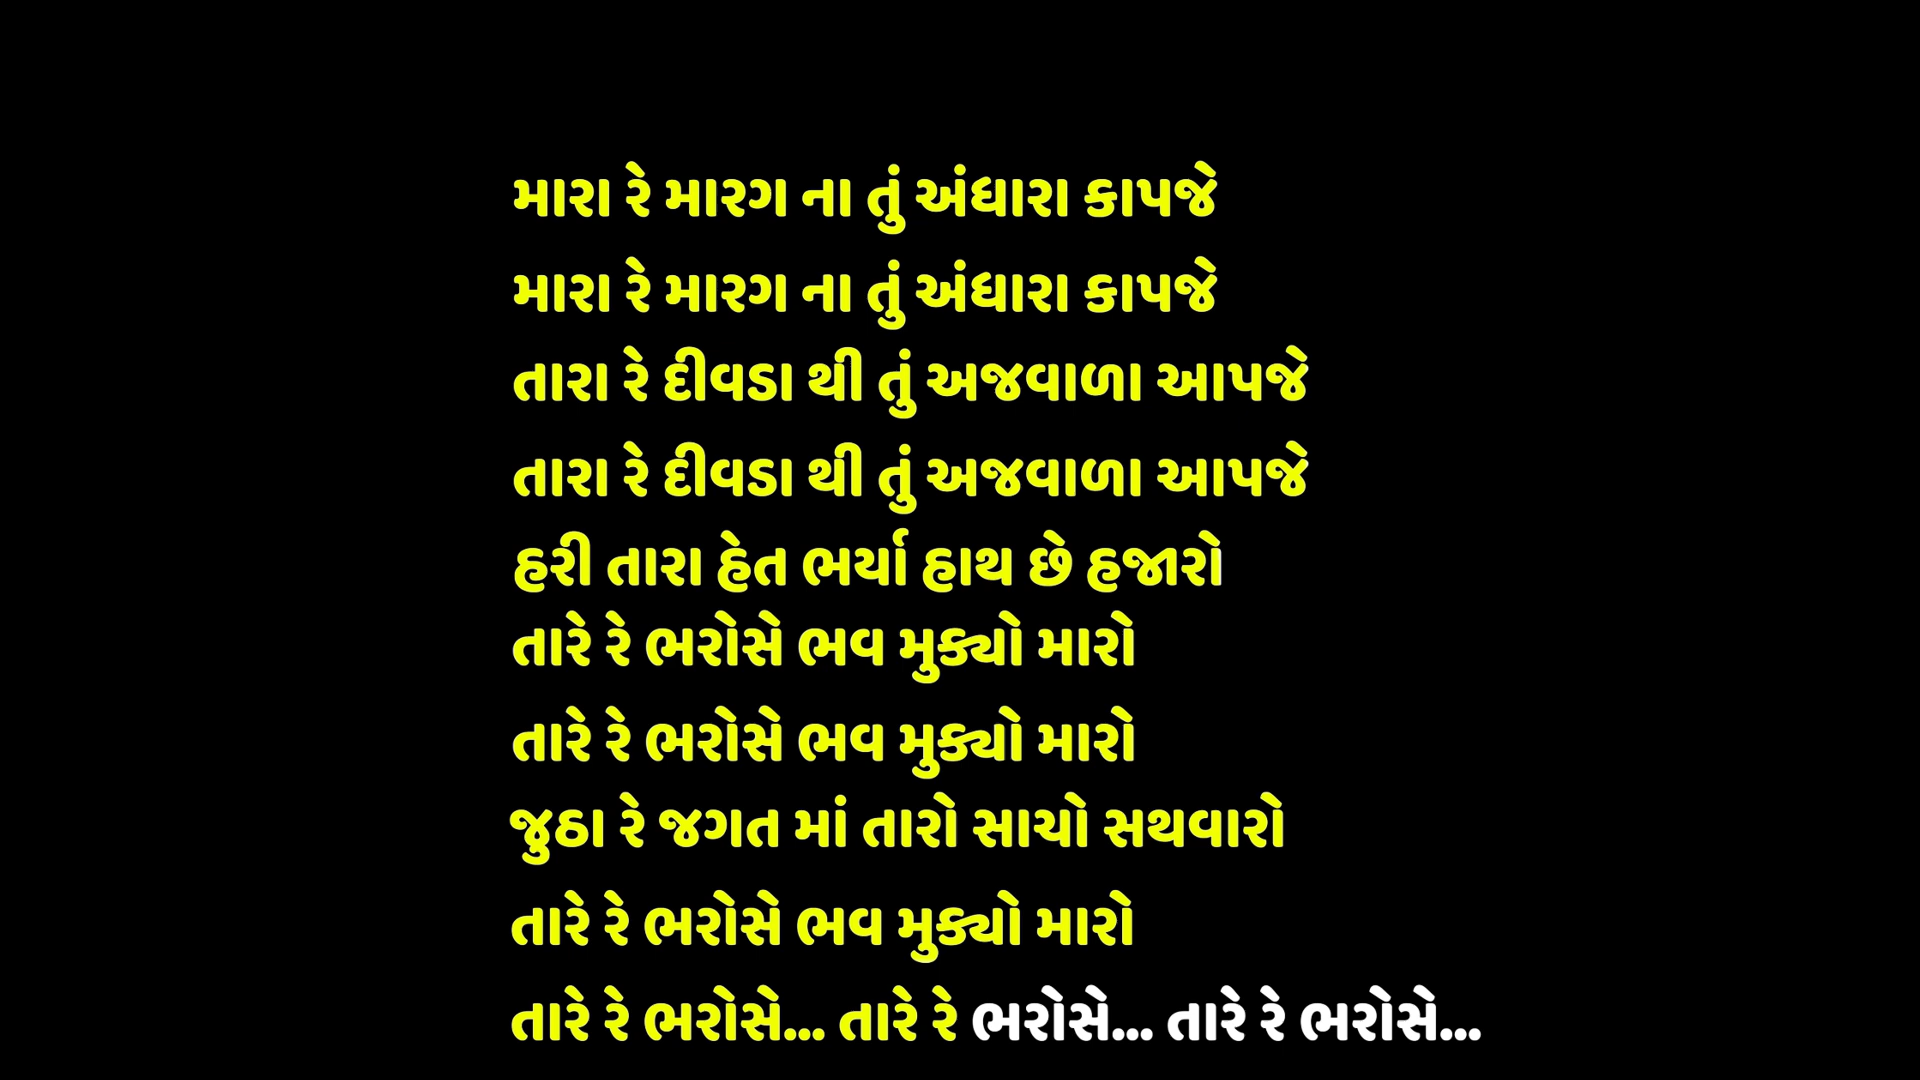 મારા રે મારગ ના તું અંધારા કાપજે
મારા રે મારગ ના તું અંધારા કાપજે
તારા રે દીવડા થી તું અજવાળા આપજે
તારા રે દીવડા થી તું અજવાળા આપજે
હરી તારા હેત ભર્યા હાથ છે હજારો
તારે રે ભરોસે ભવ મુક્યો મારો
તારે રે ભરોસે ભવ મુક્યો મારો
જુઠા રે જગત માં તારો સાચો સથવારો
તારે રે ભરોસે ભવ મુક્યો મારો
તારે રે ભરોસે... તારે રે ભરોસે... તારે રે ભરોસે...